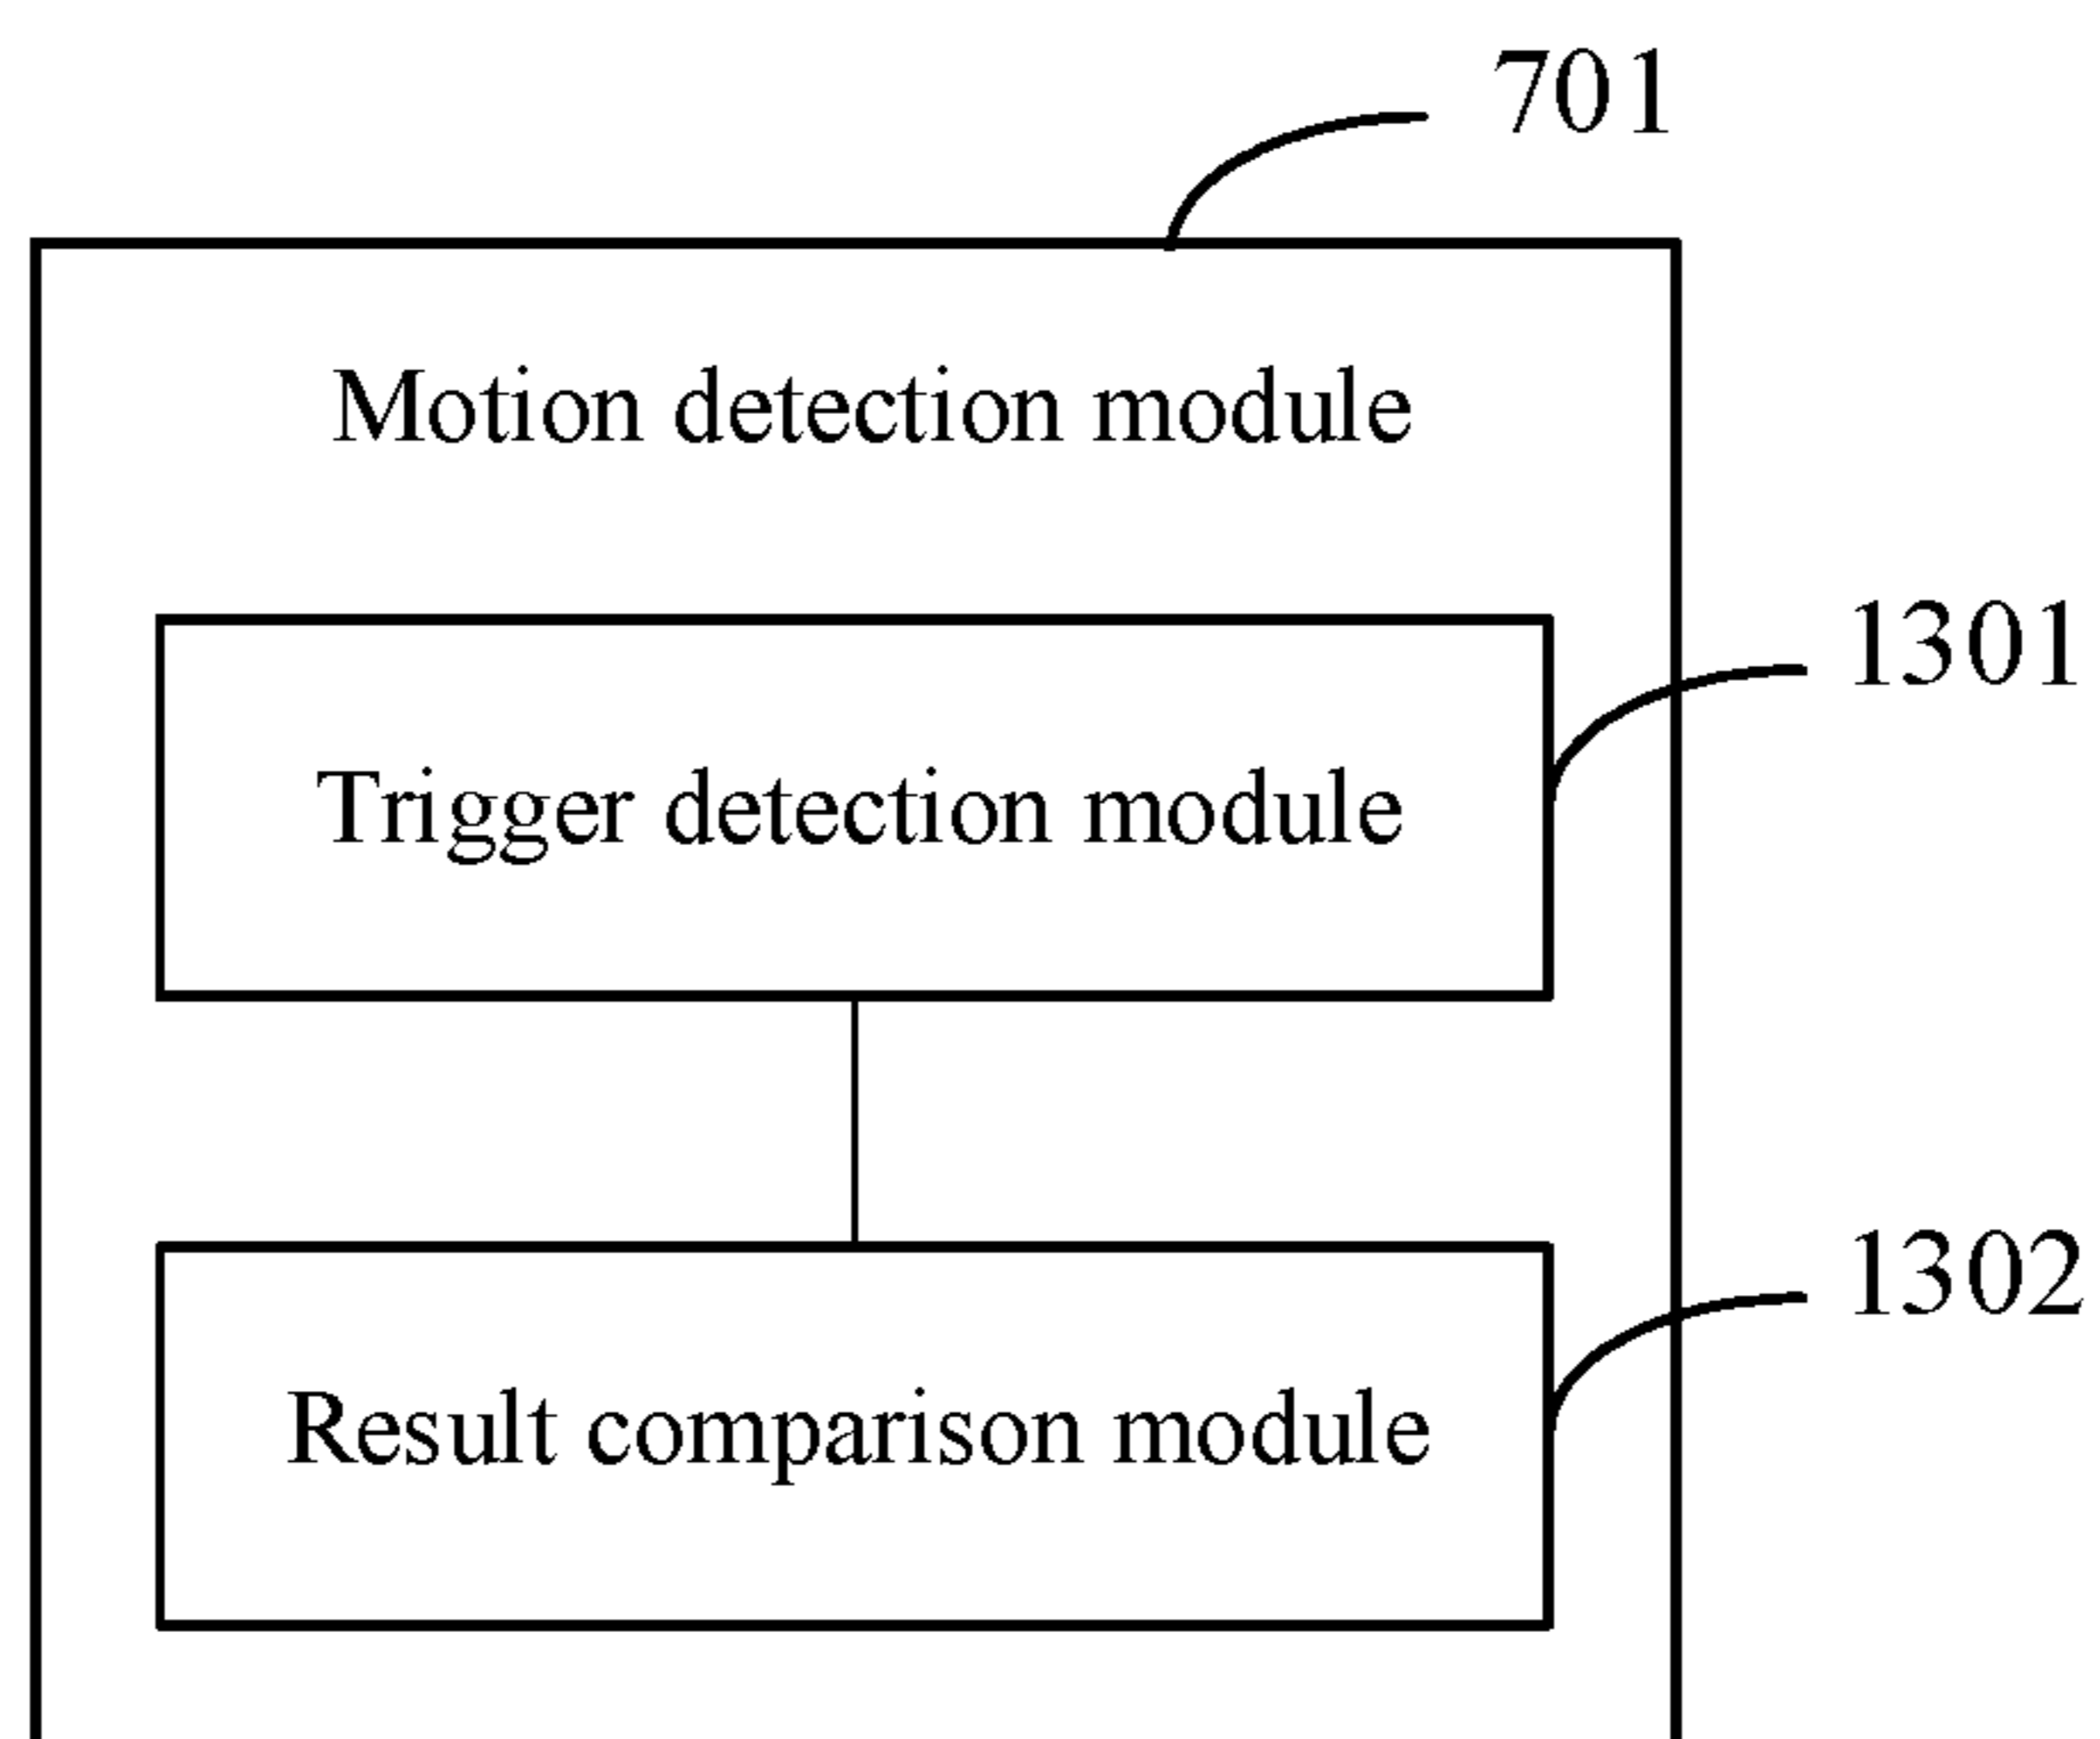 701
Motion detection module
1301
Trigger detection module
1302
Result comparison module